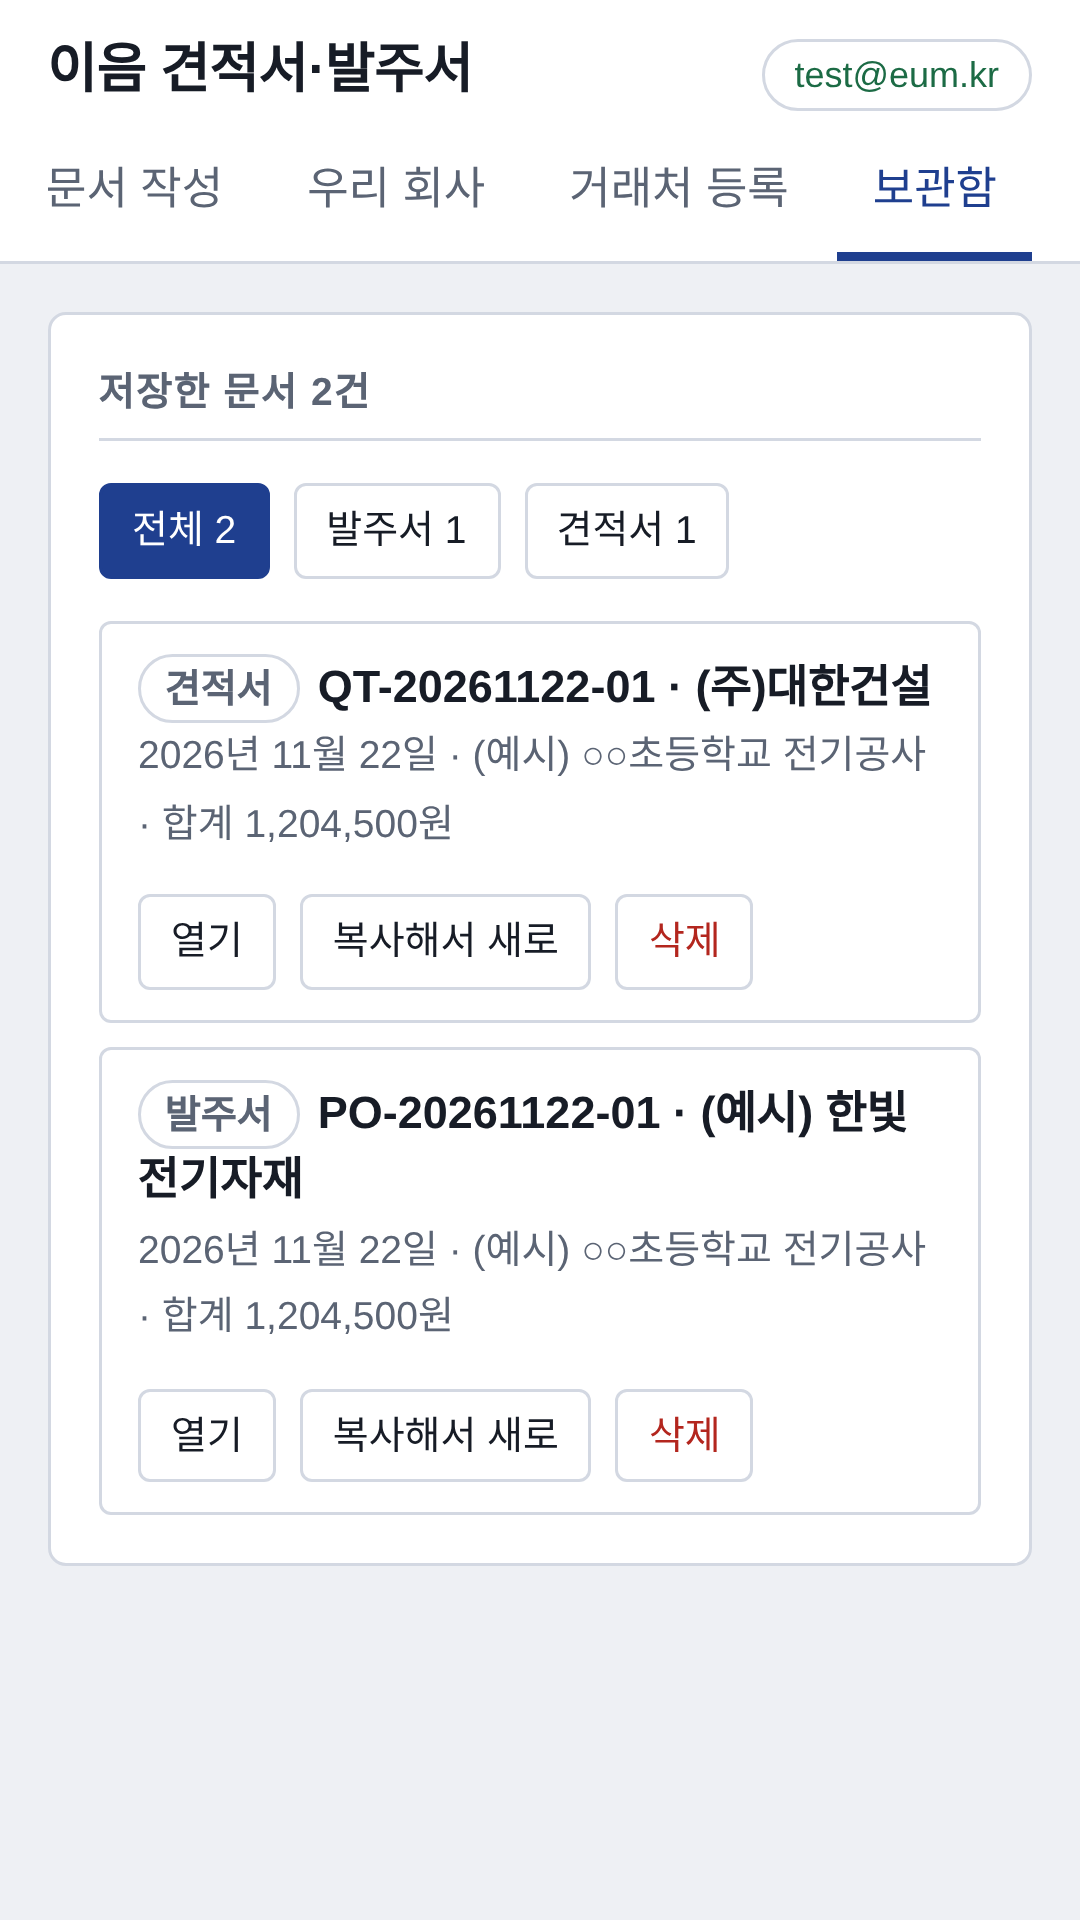 이음 견적서·발주서
test@eum.kr
문서 작성 우리 회사 거래처 등록 보관함
저장한 문서 2건
전체 2 발주서 1 견적서 1
견적서 QT-20261122-01 · (주)대한건설
2026년 11월 22일 · (예시) ○○초등학교 전기공사
· 합계 1,204,500원
열기 복사해서 새로 삭제
발주서 PO-20261122-01 · (예시) 한빛
전기자재
2026년 11월 22일 · (예시) ○○초등학교 전기공사
· 합계 1,204,500원
열기 복사해서 새로 삭제